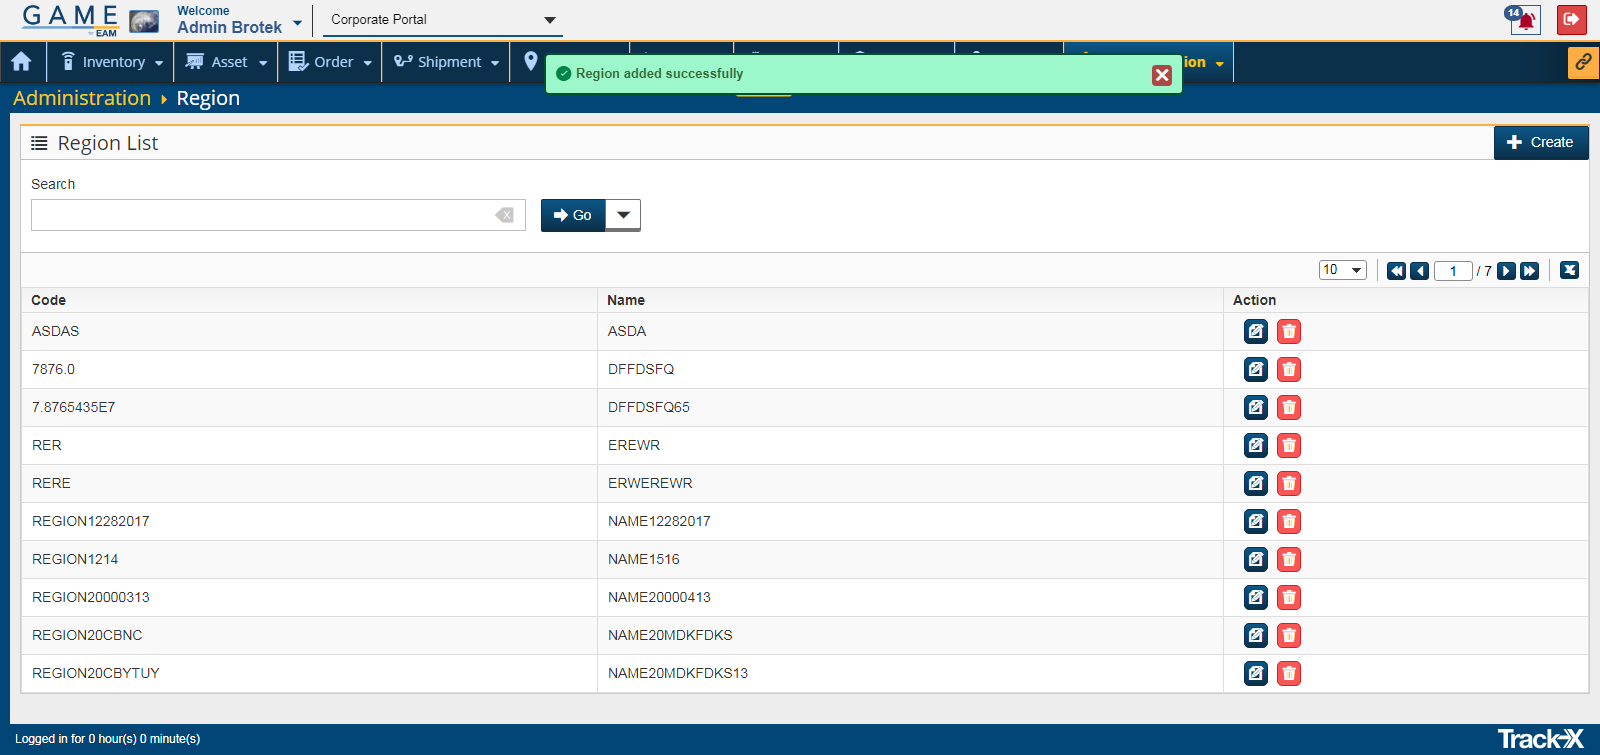 GAME
by EAM
Welcome
Admin Brotek
Corporate Portal
14
Inventory
Asset
Order
Shipment
ion
Region added successfully
Administration
Region
Region List
Create
Search
Go
10
1 / 7
Code Name Action
ASDAS ASDA
7876.0 DFFDSFQ
7.8765435E7 DFFDSFQ65
RER EREWR
RERE ERWEREWR
REGION12282017 NAME12282017
REGION1214 NAME1516
REGION20000313 NAME20000413
REGION20CBNC NAME20MDKFDKS
REGION20CBYTUY NAME20MDKFDKS13
Logged in for 0 hour(s) 0 minute(s)
Track-X